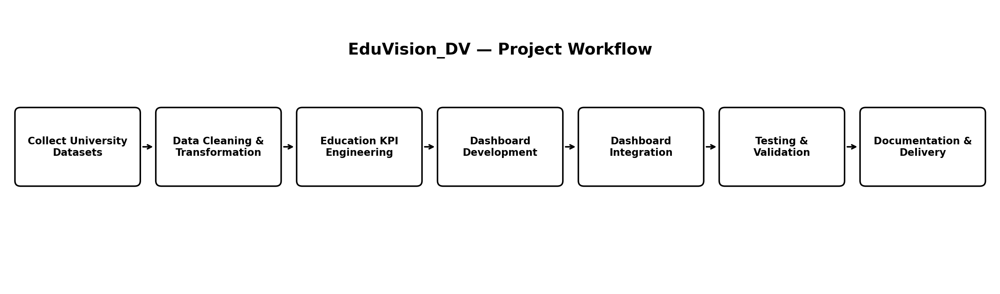 EduVision_DV — Project Workflow
Collect University
Datasets
Data Cleaning &
Transformation
Education KPI
Engineering
Dashboard
Development
Dashboard
Integration
Testing &
Validation
Documentation &
Delivery